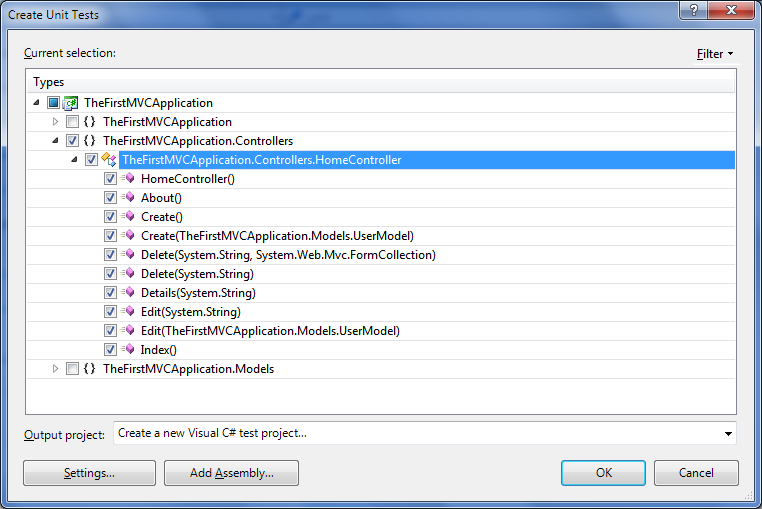 Create Unit Tests
Current selection:
Filter
Types
TheFirstMVCApplication
{ } TheFirstMVCApplication
{ } TheFirstMVCApplication.Controllers
TheFirstMVCApplication.Controllers.HomeController
HomeController()
About()
Create()
Create(TheFirstMVCApplication.Models.UserModel)
Delete(System.String, System.Web.Mvc.FormCollection)
Delete(System.String)
Details(System.String)
Edit(System.String)
Edit(TheFirstMVCApplication.Models.UserModel)
Index()
{ } TheFirstMVCApplication.Models
Output project: Create a new Visual C# test project...
Settings... Add Assembly... OK Cancel